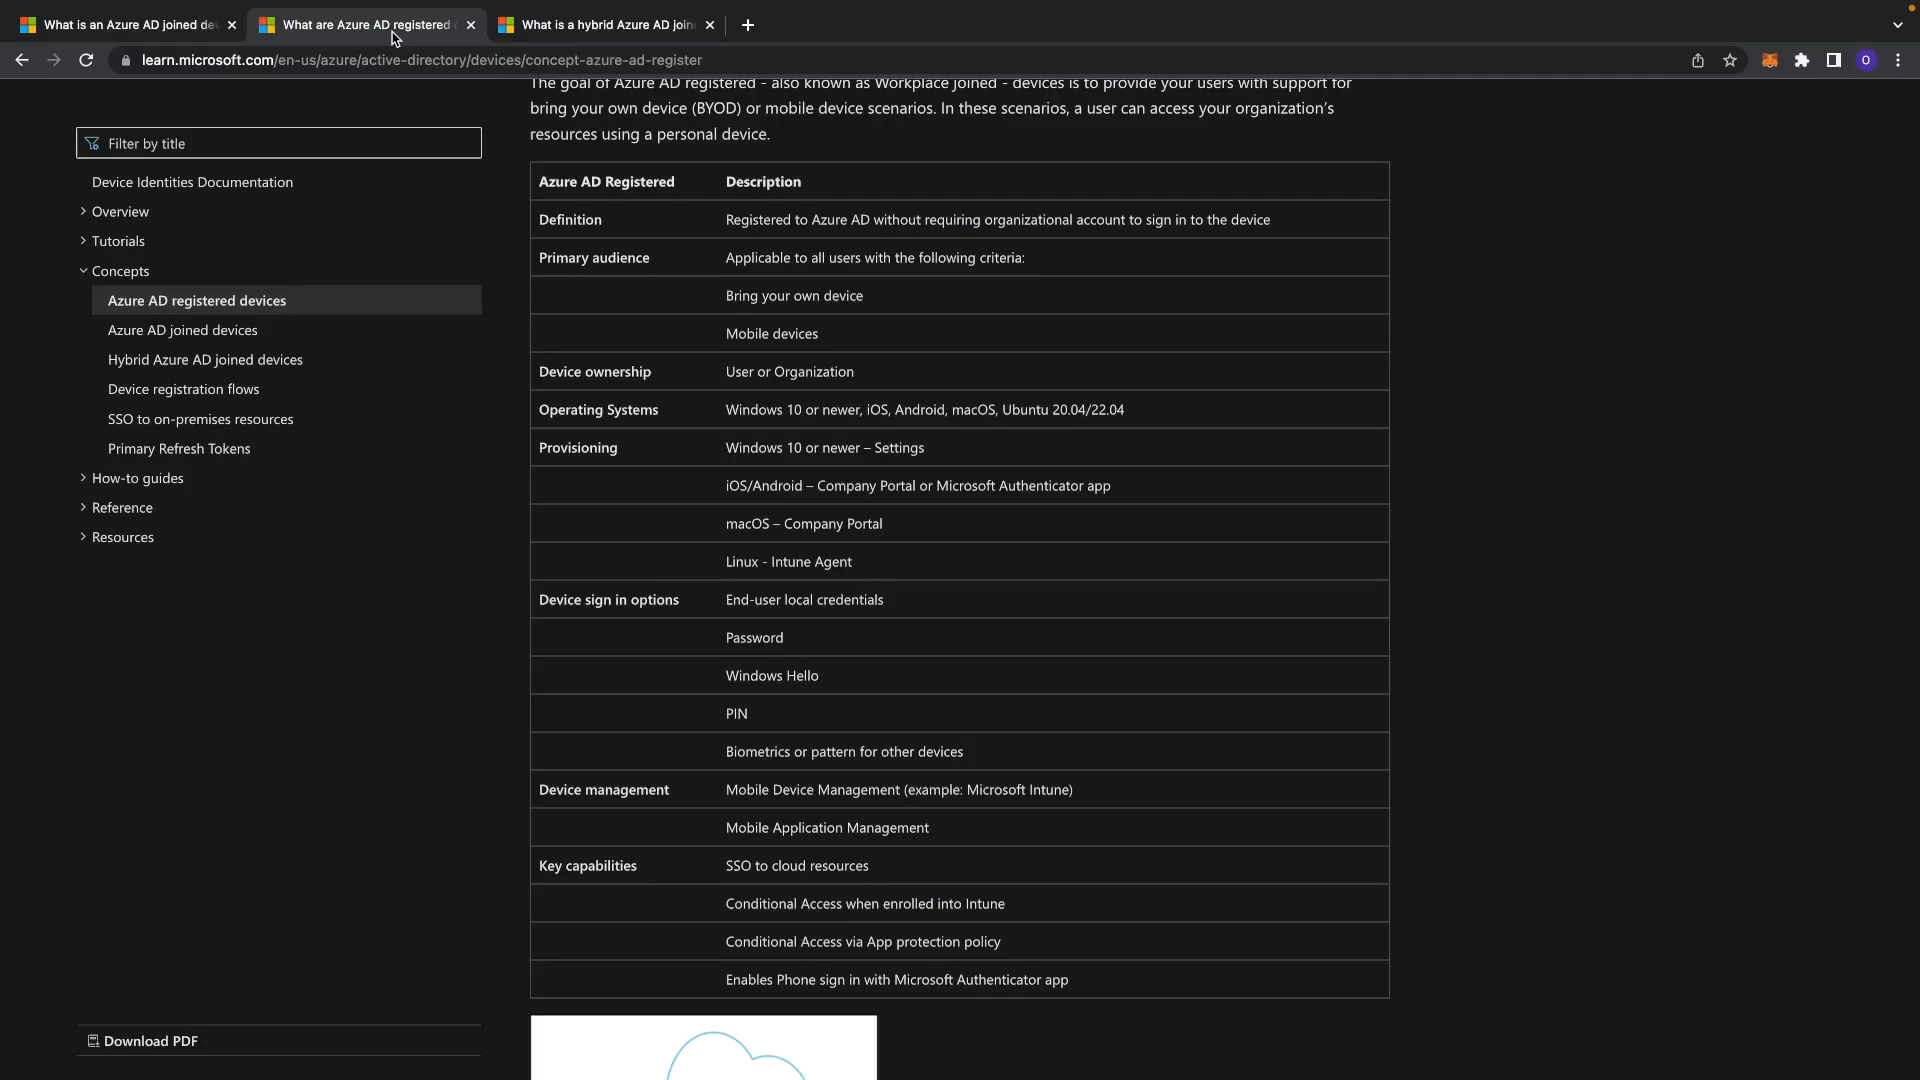 What is an Azure AD joined de
What are Azure AD registered
What is a hybrid Azure AD join
learn.microsoft.com/en-us/azure/active-directory/devices/concept-azure-ad-register
O
The goal of Azure AD registered - also known as Workplace joined - devices is to provide your users with support for
bring your own device (BYOD) or mobile device scenarios. In these scenarios, a user can access your organization's
resources using a personal device.
Filter by title
Device Identities Documentation
Overview
Tutorials
Concepts
Azure AD registered devices
Azure AD joined devices
Hybrid Azure AD joined devices
Device registration flows
SSO to on-premises resources
Primary Refresh Tokens
How-to guides
Reference
Resources
Download PDF
Azure AD Registered Description
Definition Registered to Azure AD without requiring organizational account to sign in to the device
Primary audience Applicable to all users with the following criteria:
Bring your own device
Mobile devices
Device ownership User or Organization
Operating Systems Windows 10 or newer, iOS, Android, macOS, Ubuntu 20.04/22.04
Provisioning Windows 10 or newer – Settings
iOS/Android – Company Portal or Microsoft Authenticator app
macOS – Company Portal
Linux - Intune Agent
Device sign in options End-user local credentials
Password
Windows Hello
PIN
Biometrics or pattern for other devices
Device management Mobile Device Management (example: Microsoft Intune)
Mobile Application Management
Key capabilities SSO to cloud resources
Conditional Access when enrolled into Intune
Conditional Access via App protection policy
Enables Phone sign in with Microsoft Authenticator app